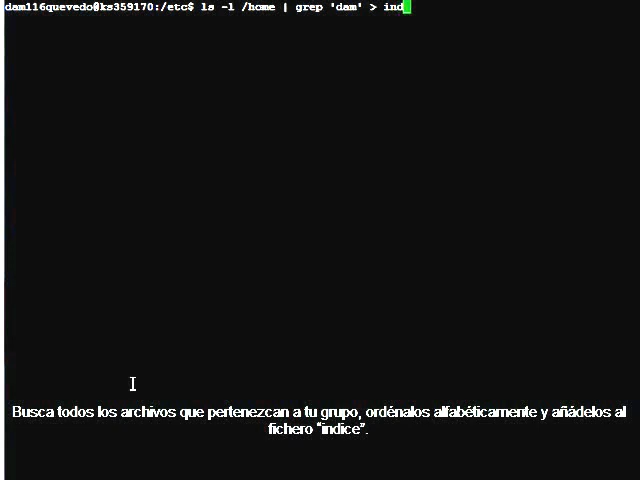 dam116quevedo@ks359170:/etc$ ls -l /home | grep 'dam' > ind
Busca todos los archivos que pertenezcan a tu grupo, ordénalos alfabéticamente y añádelos al
fichero “indice”.